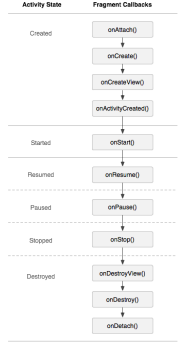 Activity State Fragment Callbacks
Created
onAttach()
onCreate()
onCreateView()
onActivityCreated()
Started onStart()
Resumed onResume()
Paused onPause()
Stopped onStop()
Destroyed onDestroyView()
onDestroy()
onDetach()